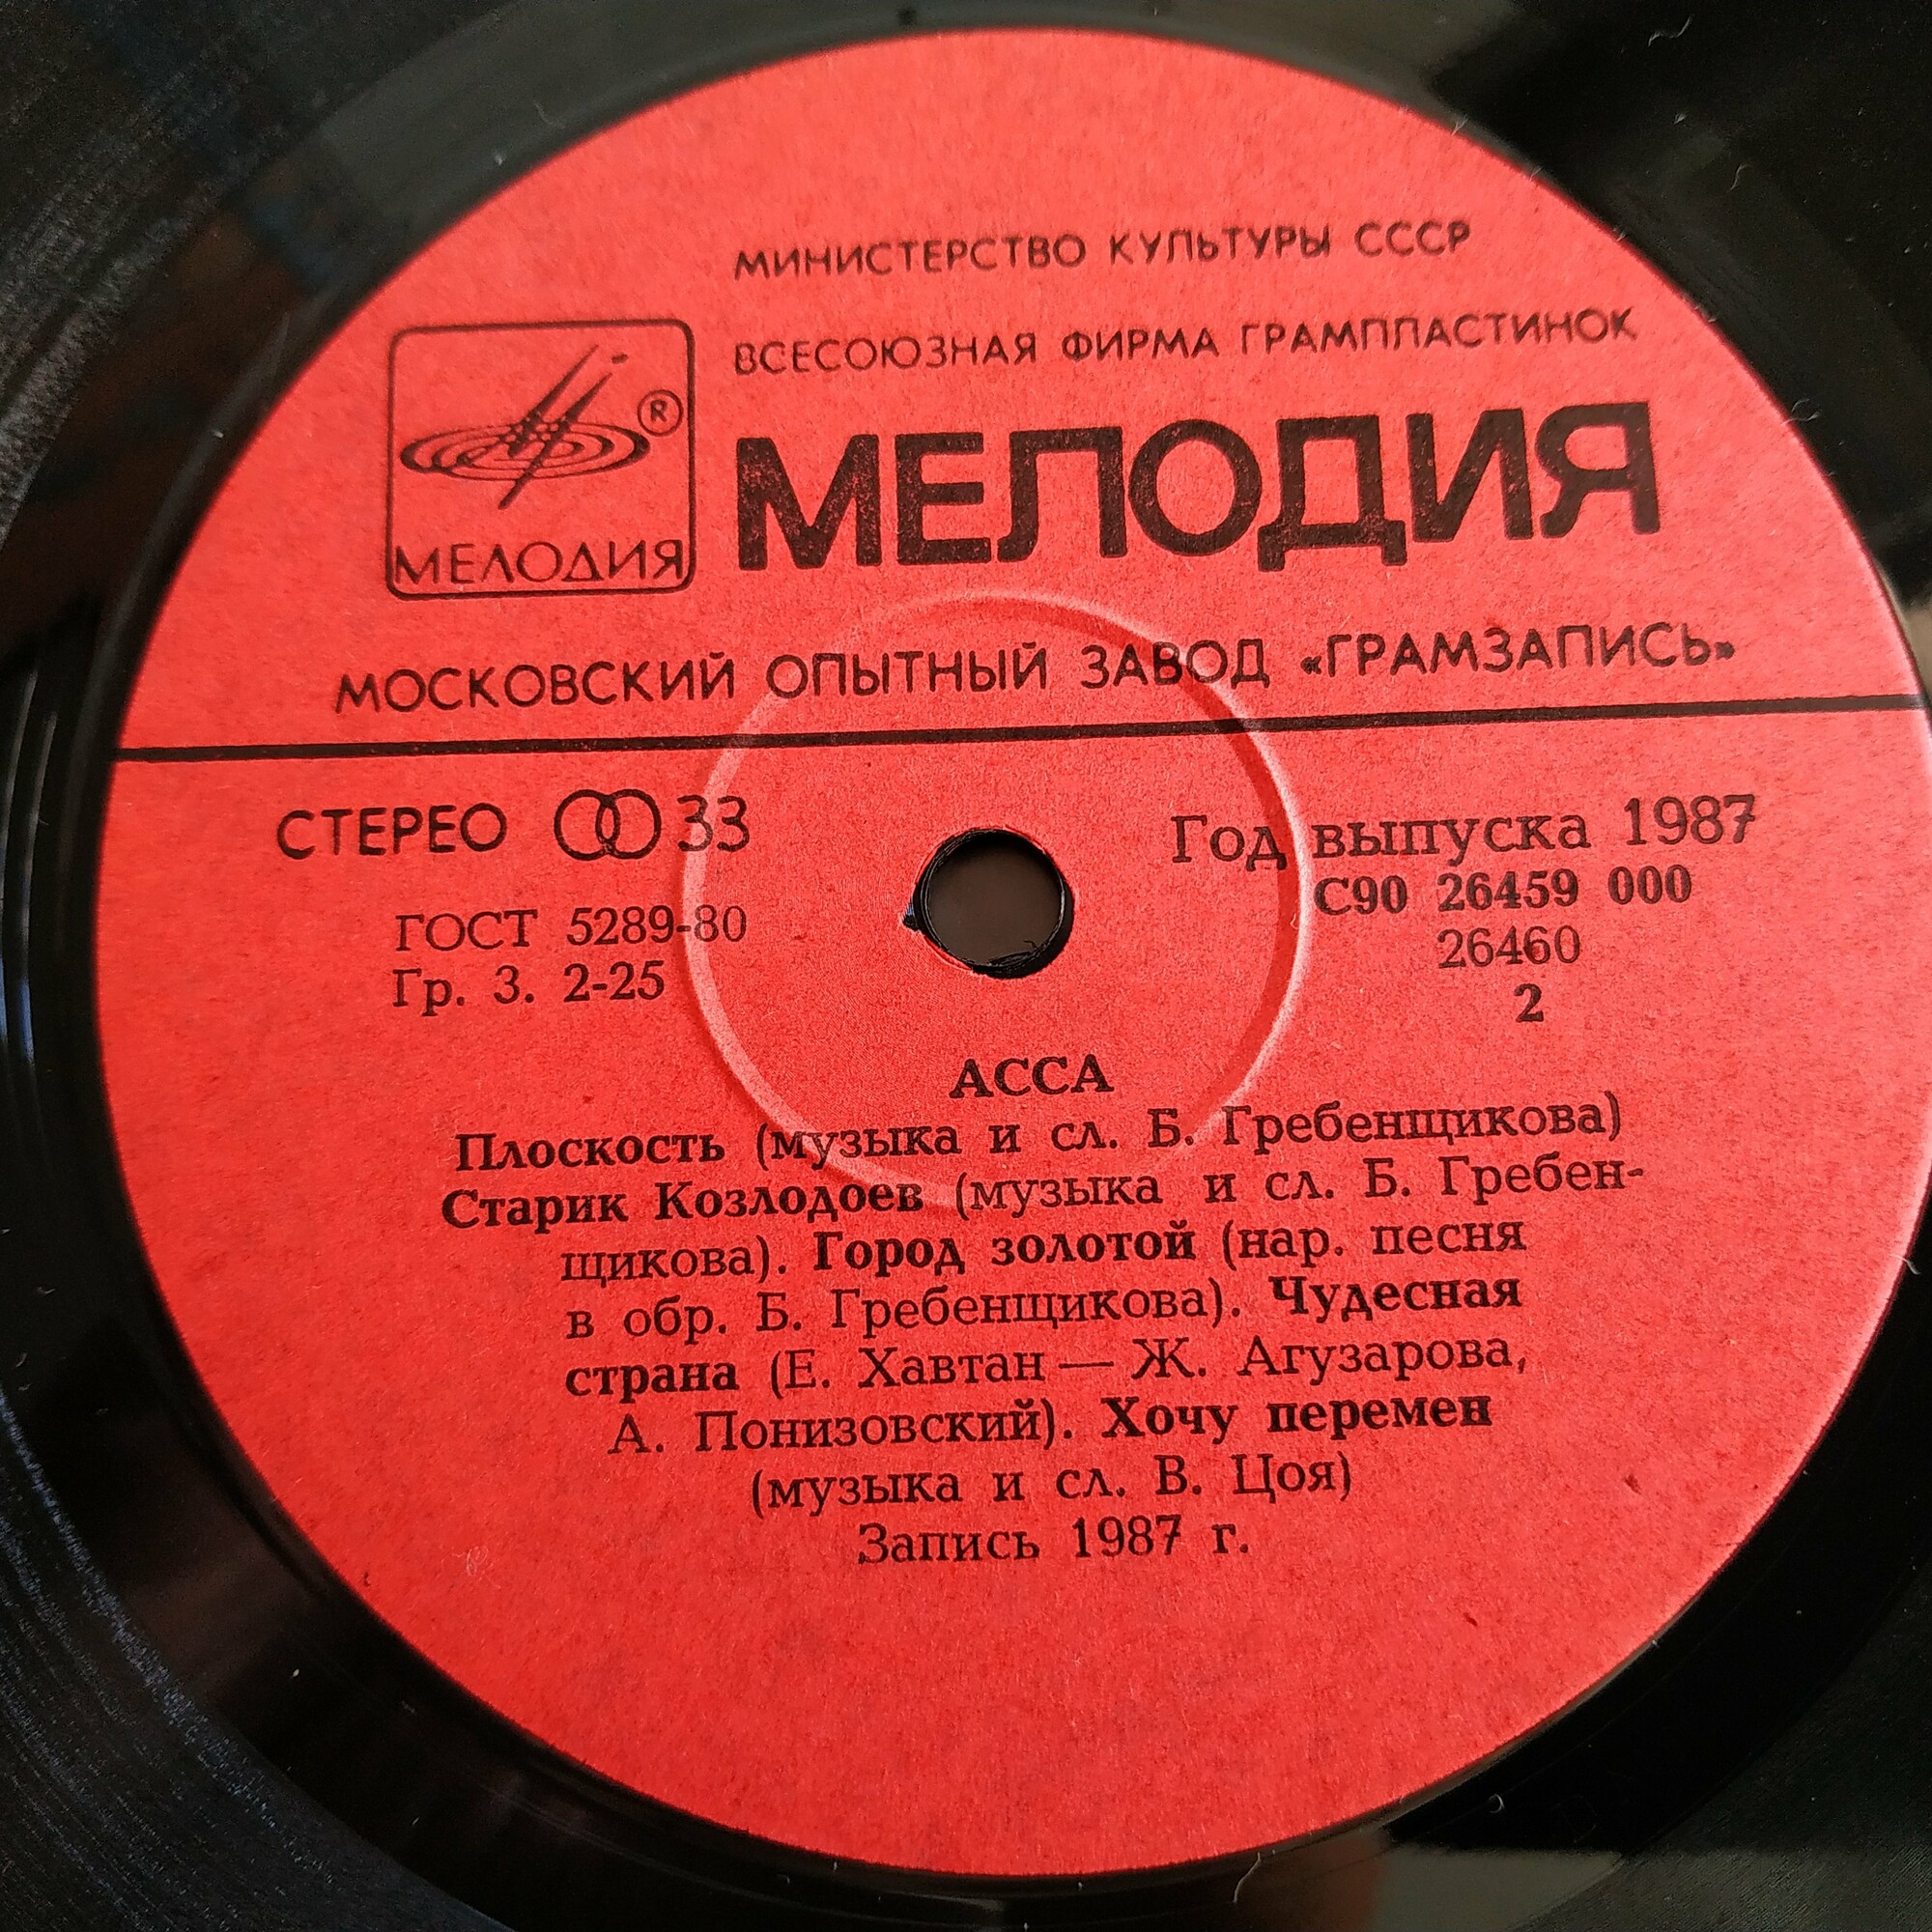 МИНИСТЕРСТВО КУЛЬТУРЫ СССР
ВСЕСОЮЗНАЯ ФИРМА ГРАМПЛАСТИНОК
®
МЕЛОДИЯ
МЕЛОДИЯ
МОСКОВСКИЙ ОПЫТНЫЙ ЗАВОД «ГРАМЗАПИСЬ»
СТЕРЕО 33
ГОСТ 5289-80
Гр. 3. 2-25
Год выпуска 1987
С90 26459 000
26460
2
АССА
Плоскость (музыка и сл. Б. Гребенщикова)
Старик Козлодоев (музыка и сл. Б. Гребен-
щикова). Город золотой (нар. песня
в обр. Б. Гребенщикова). Чудесная
страна (Е. Хавтан — Ж. Агузарова,
А. Понизовский). Хочу перемен
(музыка и сл. В. Цоя)
Запись 1987 г.